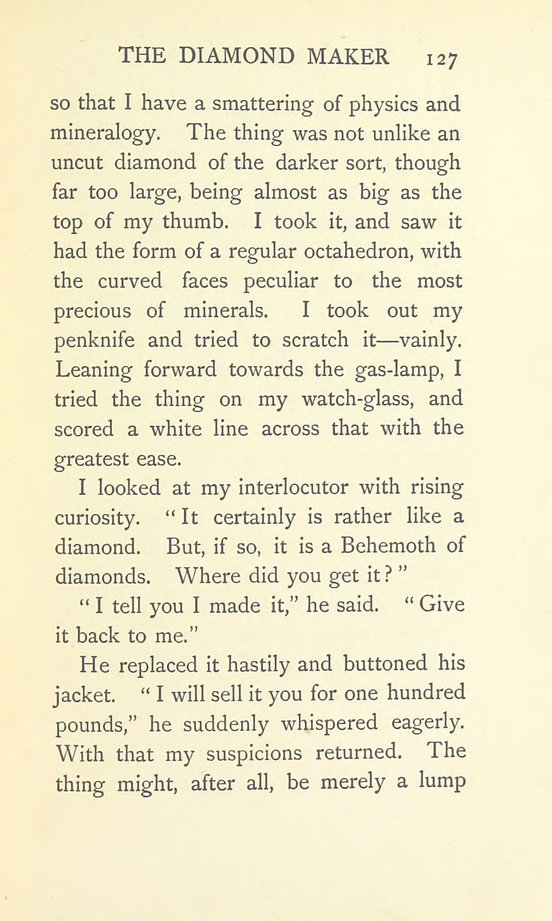 THE DIAMOND MAKER 127
so that I have a smattering of physics and
mineralogy. The thing was not unlike an
uncut diamond of the darker sort, though
far too large, being almost as big as the
top of my thumb. I took it, and saw it
had the form of a regular octahedron, with
the curved faces peculiar to the most
precious of minerals. I took out my
penknife and tried to scratch it—vainly.
Leaning forward towards the gas-lamp, I
tried the thing on my watch-glass, and
scored a white line across that with the
greatest ease.
I looked at my interlocutor with rising
curiosity. “It certainly is rather like a
diamond. But, if so, it is a Behemoth of
diamonds. Where did you get it?”
“I tell you I made it,” he said. “Give
it back to me.”
He replaced it hastily and buttoned his
jacket. “I will sell it you for one hundred
pounds,” he suddenly whispered eagerly.
With that my suspicions returned. The
thing might, after all, be merely a lump